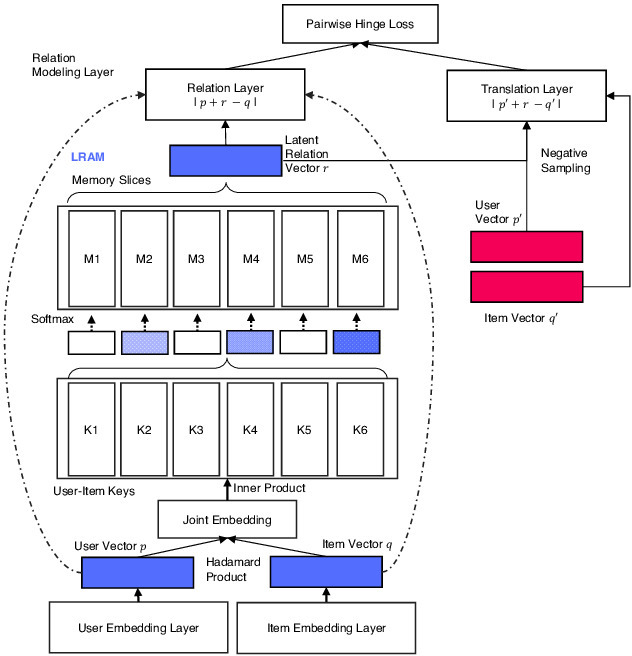 Pairwise Hinge Loss
Relation
Modeling Layer
Relation Layer
| p + r − q |
Translation Layer
| p′ + r − q′ |
LRAM
Latent
Relation
Vector r
Negative
Sampling
Memory Slices
User
Vector p′
M1 M2 M3 M4 M5 M6
Item Vector q′
Softmax
K1 K2 K3 K4 K5 K6
User-Item Keys
Inner Product
Joint Embedding
User Vector p
Item Vector q
Hadamard
Product
User Embedding Layer
Item Embedding Layer